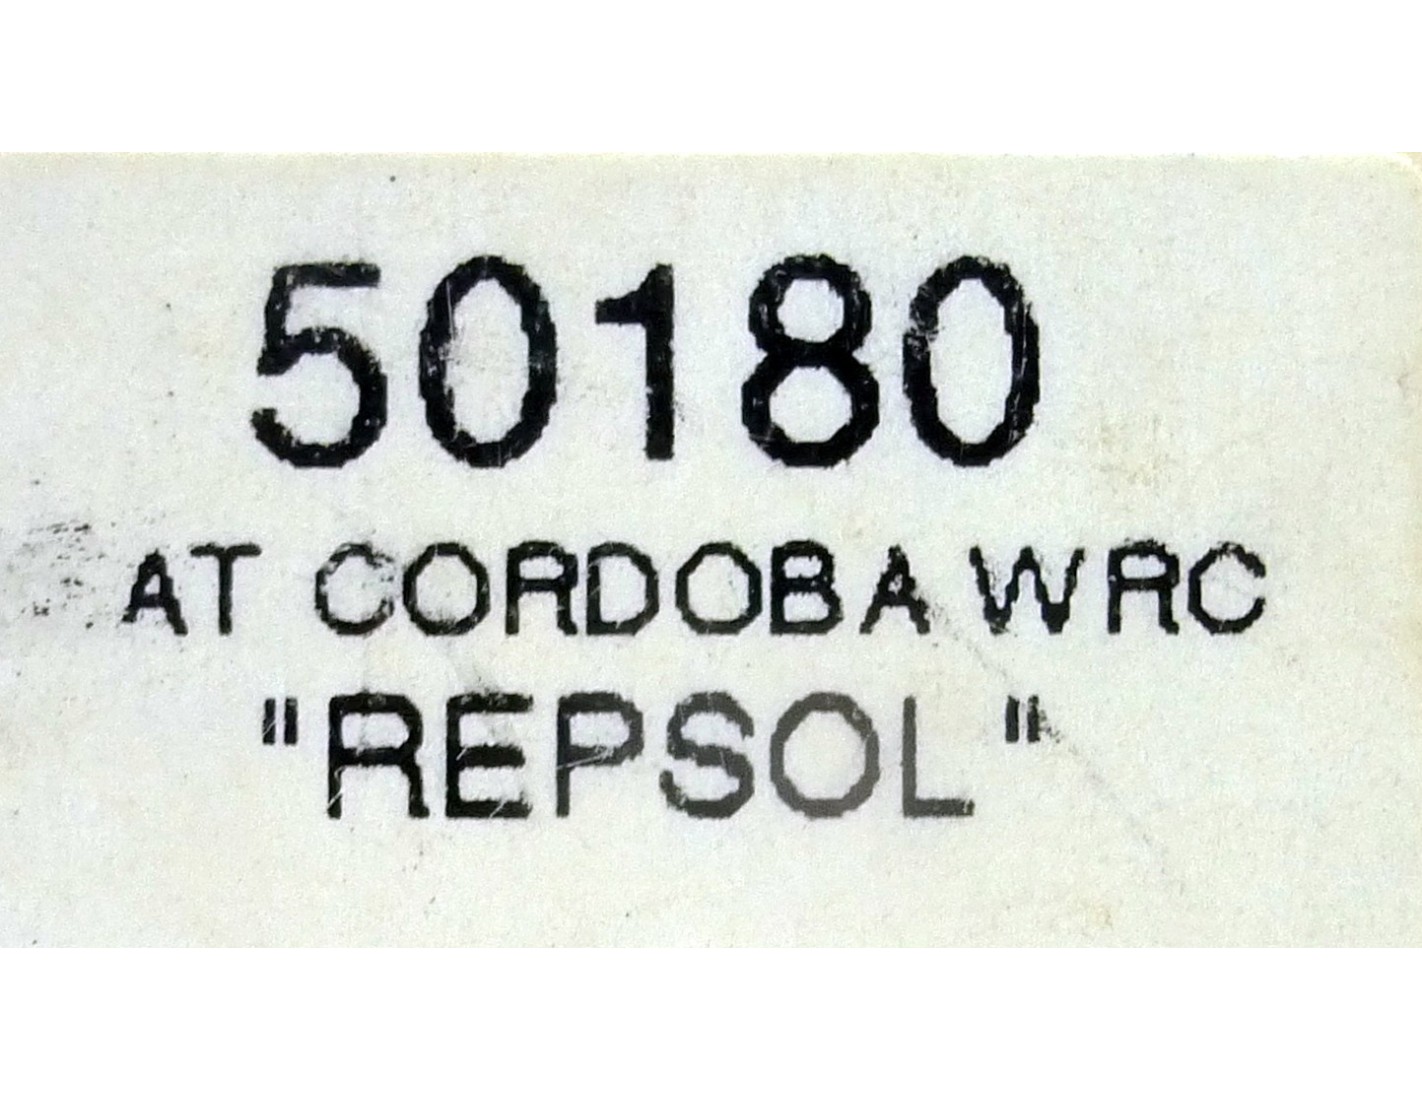 50180
AT CORDOBA WRC
"REPSOL"